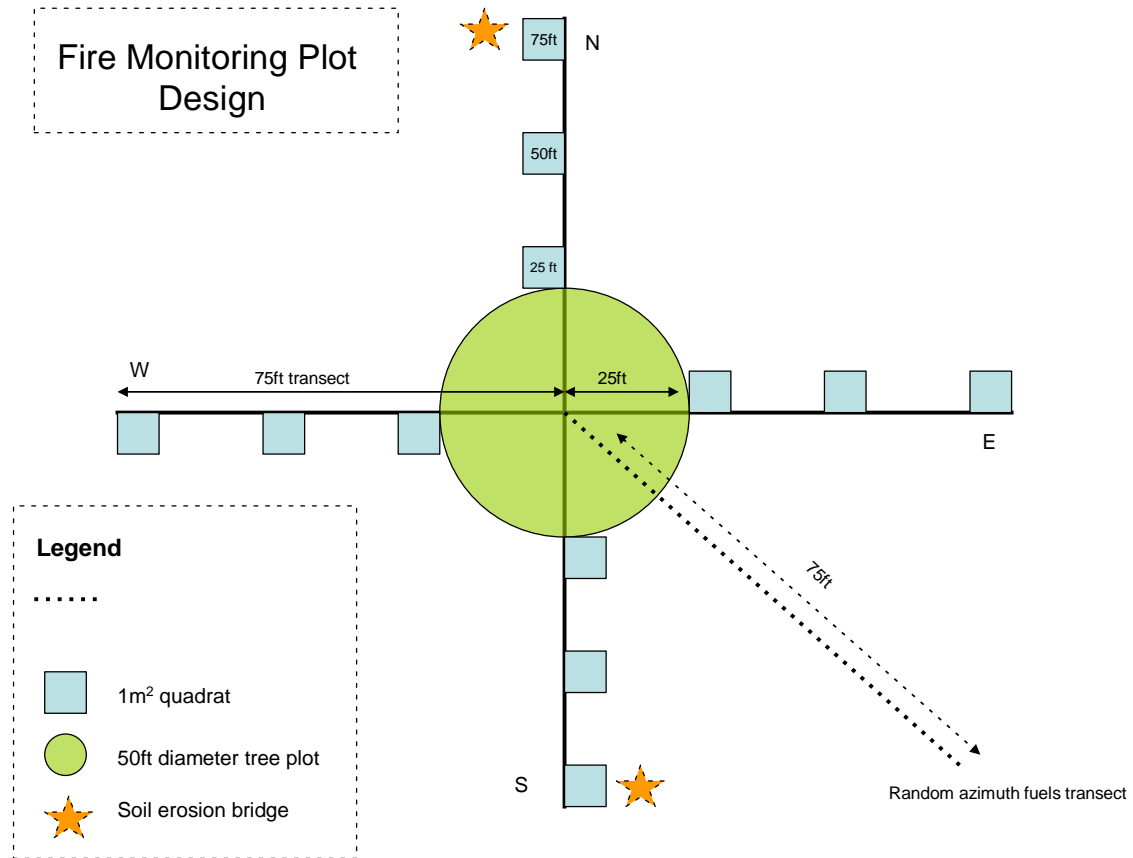 Fire Monitoring Plot
Design
75ft
N
50ft
25 ft
W
75ft transect
25ft
E
75ft
Legend
1m² quadrat
50ft diameter tree plot
Soil erosion bridge
S
Random azimuth fuels transect